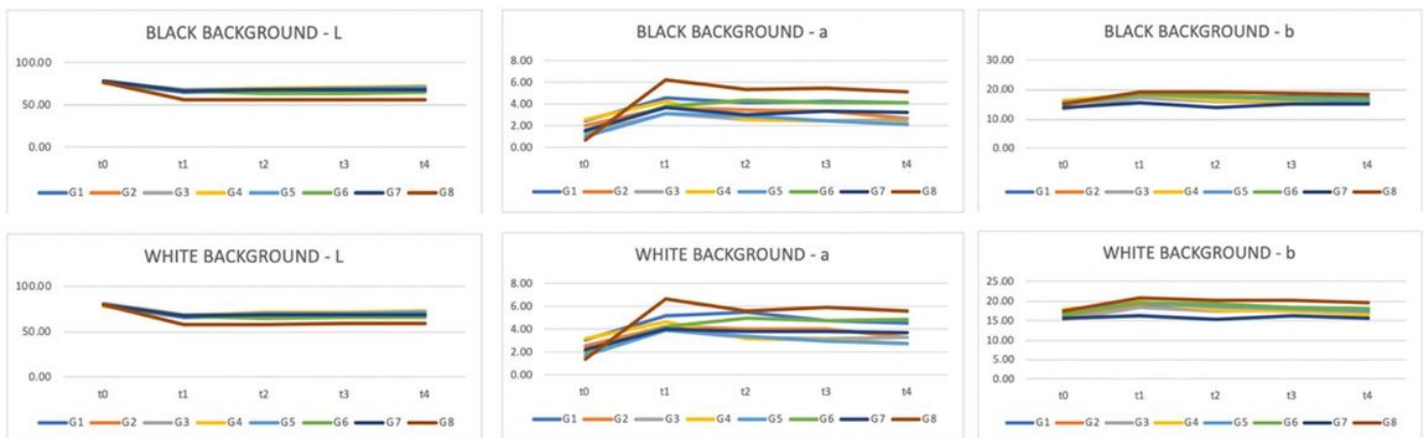 BLACK BACKGROUND - L
100.00
50.00
0.00
t0 t1 t2 t3 t4
G1 G2 G3 G4 G5 G6 G7 G8
BLACK BACKGROUND - a
8.00
6.00
4.00
2.00
0.00
t0 t1 t2 t3 t4
G1 G2 G3 G4 G5 G6 G7 G8
BLACK BACKGROUND - b
30.00
20.00
10.00
0.00
t0 t1 t2 t3 t4
G1 G2 G3 G4 G5 G6 G7 G8
WHITE BACKGROUND - L
100.00
50.00
0.00
t0 t1 t2 t3 t4
G1 G2 G3 G4 G5 G6 G7 G8
WHITE BACKGROUND - a
8.00
6.00
4.00
2.00
0.00
t0 t1 t2 t3 t4
G1 G2 G3 G4 G5 G6 G7 G8
WHITE BACKGROUND - b
25.00
20.00
15.00
10.00
5.00
0.00
t0 t1 t2 t3 t4
G1 G2 G3 G4 G5 G6 G7 G8